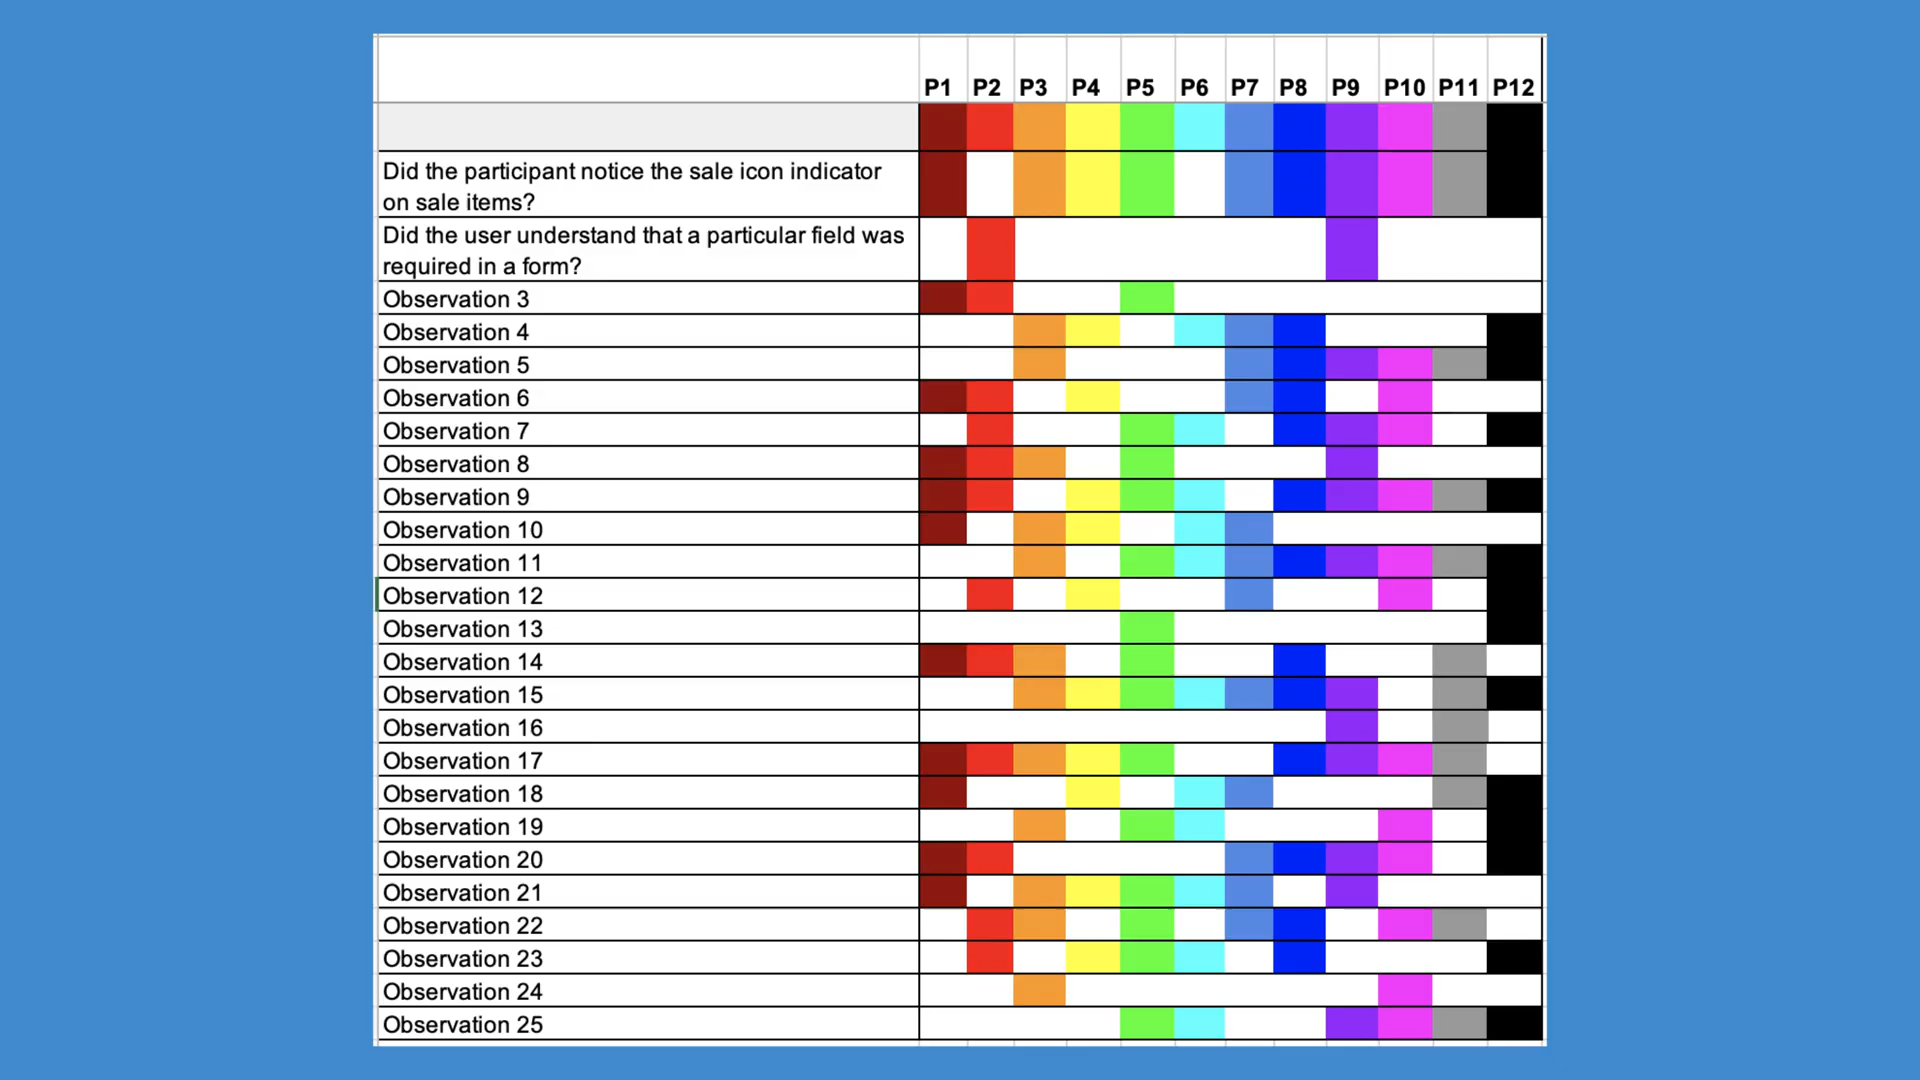 P1 P2 P3 P4 P5 P6 P7 P8 P9 P10 P11 P12
Did the participant notice the sale icon indicator
on sale items?
Did the user understand that a particular field was
required in a form?
Observation 3
Observation 4
Observation 5
Observation 6
Observation 7
Observation 8
Observation 9
Observation 10
Observation 11
Observation 12
Observation 13
Observation 14
Observation 15
Observation 16
Observation 17
Observation 18
Observation 19
Observation 20
Observation 21
Observation 22
Observation 23
Observation 24
Observation 25